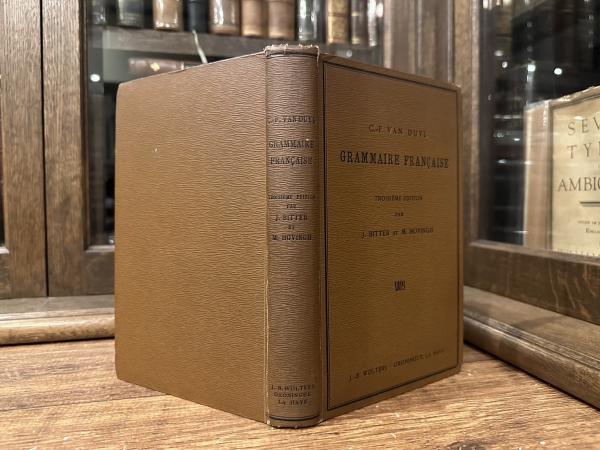 C.-F. VAN DUYL
GRAMMAIRE
FRANÇAISE
TROISIÈME ÉDITION
PAR
J. BITTER
ET
M. HOVINGH
J.-B. WOLTERS
GRONINGUE
LA HAYE
C.-F. VAN DUYL
GRAMMAIRE FRANÇAISE
TROISIÈME ÉDITION
PAR
J. BITTER ET M. HOVINGH
J.-B. WOLTERS - GRONINGUE, LA HAYE
SEV
TY
AMBIG